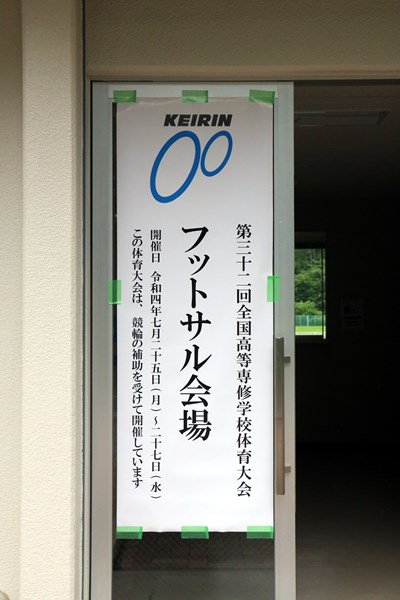 KEIRIN
第三十二回全国高等専修学校体育大会
フットサル会場
開催日 令和四年七月二十五日(月)～二十七日(水)
この体育大会は、競輪の補助を受けて開催しています